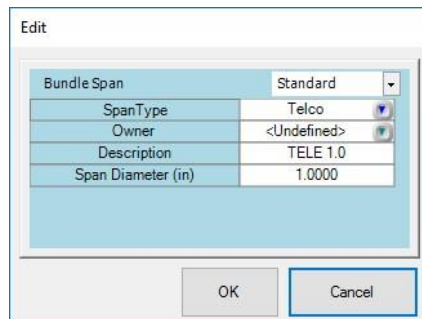 Edit
Bundle Span Standard
SpanType Telco
Owner <Undefined>
Description TELE 1.0
Span Diameter (in) 1.0000
OK Cancel